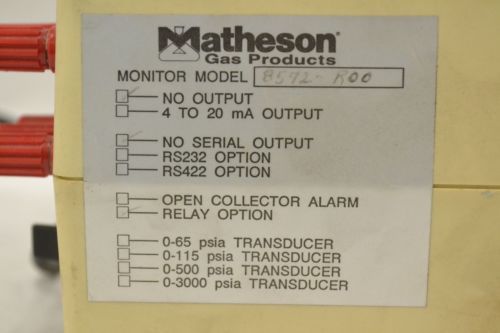 Matheson
Gas Products
MONITOR MODEL 8592-R00
NO OUTPUT
4 TO 20 mA OUTPUT
NO SERIAL OUTPUT
RS232 OPTION
RS422 OPTION
OPEN COLLECTOR ALARM
RELAY OPTION
0-65 psia TRANSDUCER
0-115 psia TRANSDUCER
0-500 psia TRANSDUCER
0-3000 psia TRANSDUCER